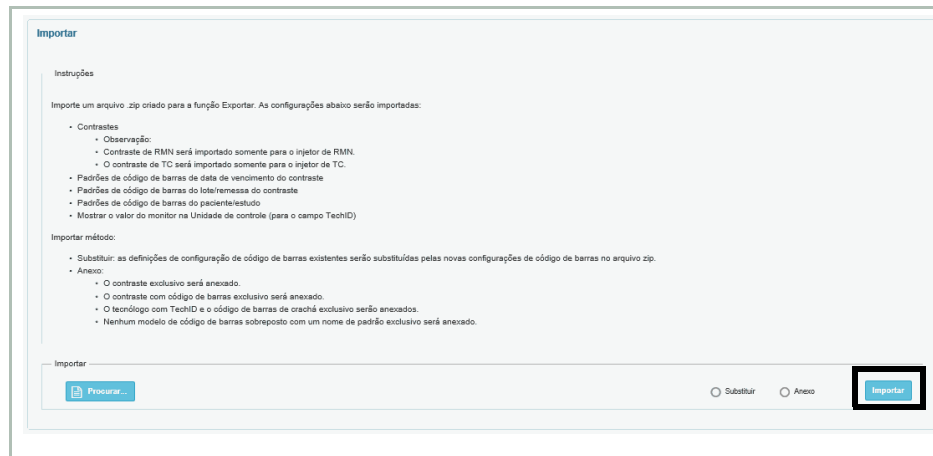 Importar
Instruções
Importe um arquivo .zip criado para a função Exportar. As configurações abaixo serão importadas:
• Contrastes
• Observação:
• Contraste de RMN será importado somente para o injetor de RMN.
• O contraste de TC será importado somente para o injetor de TC.
• Padrões de código de barras de data de vencimento do contraste
• Padrões de código de barras do lote/remessa do contraste
• Padrões de código de barras do paciente/estudo
• Mostrar o valor do monitor na Unidade de controle (para o campo TechID)
Importar método:
• Substituir: as definições de configuração de código de barras existentes serão substituídas pelas novas configurações de código de barras no arquivo zip.
• Anexo:
• O contraste exclusivo será anexado.
• O contraste com código de barras exclusivo será anexado.
• O tecnólogo com TechID e o código de barras de crachá exclusivo serão anexados.
• Nenhum modelo de código de barras sobreposto com um nome de padrão exclusivo será anexado.
Importar
Procurar... Substituir Anexo Importar